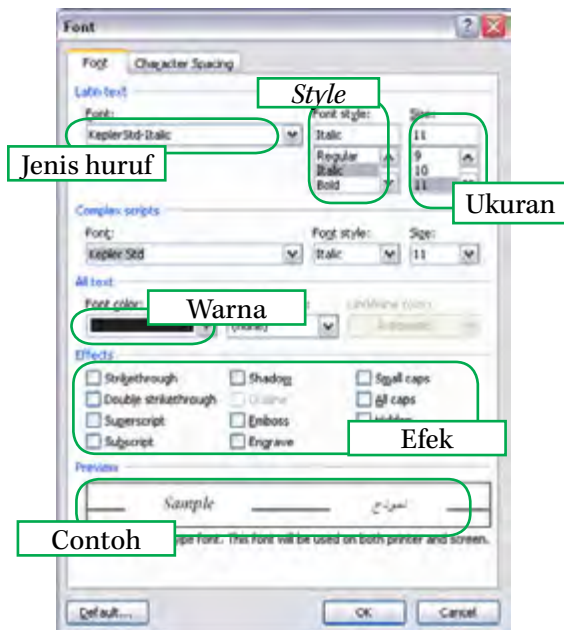 Font
Font Character Spacing
Latin text
Font: Font style: Size:
Style
KeplerStd-Italic Italic 11
Jenis huruf
Regular 9
Italic 10
Bold 11
Ukuran
Complex scripts
Font: Font style: Size:
Kepler Std Italic 11
All text
Font color:
Warna
(none)
Effects
Strikethrough Shadow Small caps
Double strikethrough Outline All caps
Superscript Emboss
Subscript Engrave
Efek
Preview
Sample نموذج
Contoh
type font. This font will be used on both printer and screen.
Default... OK Cancel